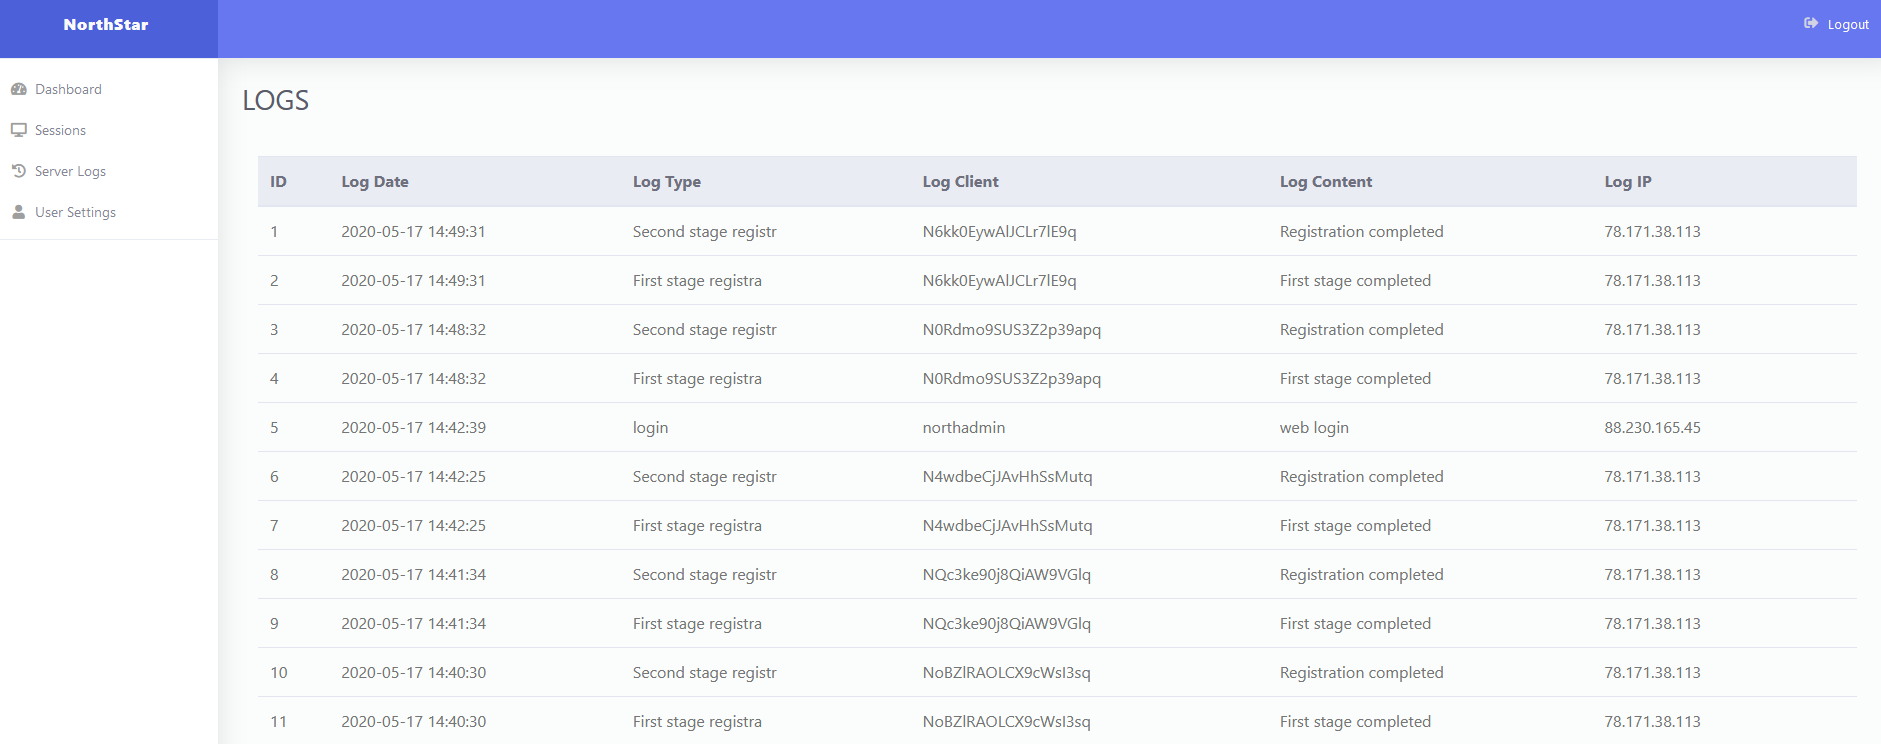 NorthStar
Logout
Dashboard
Sessions
Server Logs
User Settings
LOGS
ID Log Date Log Type Log Client Log Content Log IP
1 2020-05-17 14:49:31 Second stage registr N6kk0EywAlJCLr7lE9q Registration completed 78.171.38.113
2 2020-05-17 14:49:31 First stage registra N6kk0EywAlJCLr7lE9q First stage completed 78.171.38.113
3 2020-05-17 14:48:32 Second stage registr N0Rdmo9SUS3Z2p39apq Registration completed 78.171.38.113
4 2020-05-17 14:48:32 First stage registra N0Rdmo9SUS3Z2p39apq First stage completed 78.171.38.113
5 2020-05-17 14:42:39 login northadmin web login 88.230.165.45
6 2020-05-17 14:42:25 Second stage registr N4wdbeCjJAvHhSsMutq Registration completed 78.171.38.113
7 2020-05-17 14:42:25 First stage registra N4wdbeCjJAvHhSsMutq First stage completed 78.171.38.113
8 2020-05-17 14:41:34 Second stage registr NQc3ke90j8QiAW9VGlq Registration completed 78.171.38.113
9 2020-05-17 14:41:34 First stage registra NQc3ke90j8QiAW9VGlq First stage completed 78.171.38.113
10 2020-05-17 14:40:30 Second stage registr NoBZlRAOLCX9cWsI3sq Registration completed 78.171.38.113
11 2020-05-17 14:40:30 First stage registra NoBZlRAOLCX9cWsI3sq First stage completed 78.171.38.113